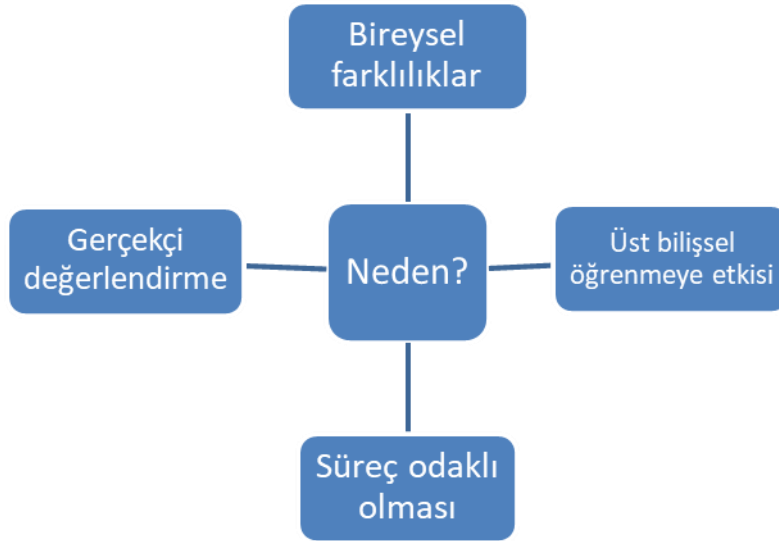 Bireysel
farklılıklar
Gerçekçi
değerlendirme
Neden?
Üst bilişsel
öğrenmeye etkisi
Süreç odaklı
olması